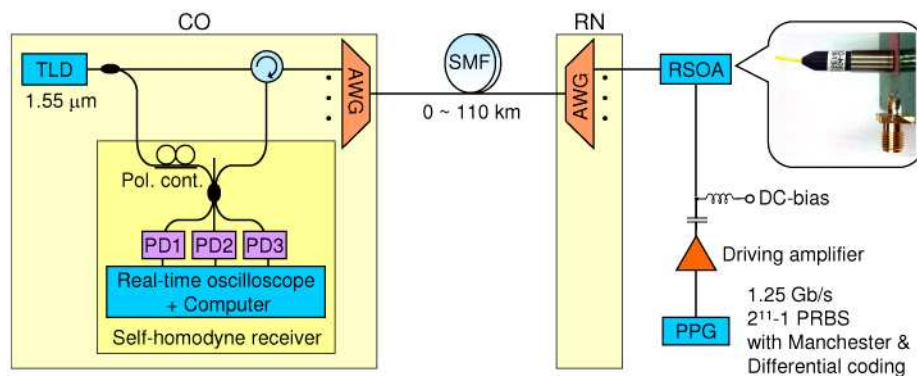 CO
RN
TLD
1.55 μm
AWG
SMF
0 ~ 110 km
AWG
RSOA
Pol. cont.
PD1
PD2
PD3
Real-time oscilloscope
+ Computer
Self-homodyne receiver
DC-bias
Driving amplifier
PPG
1.25 Gb/s
2¹¹-1 PRBS
with Manchester &
Differential coding